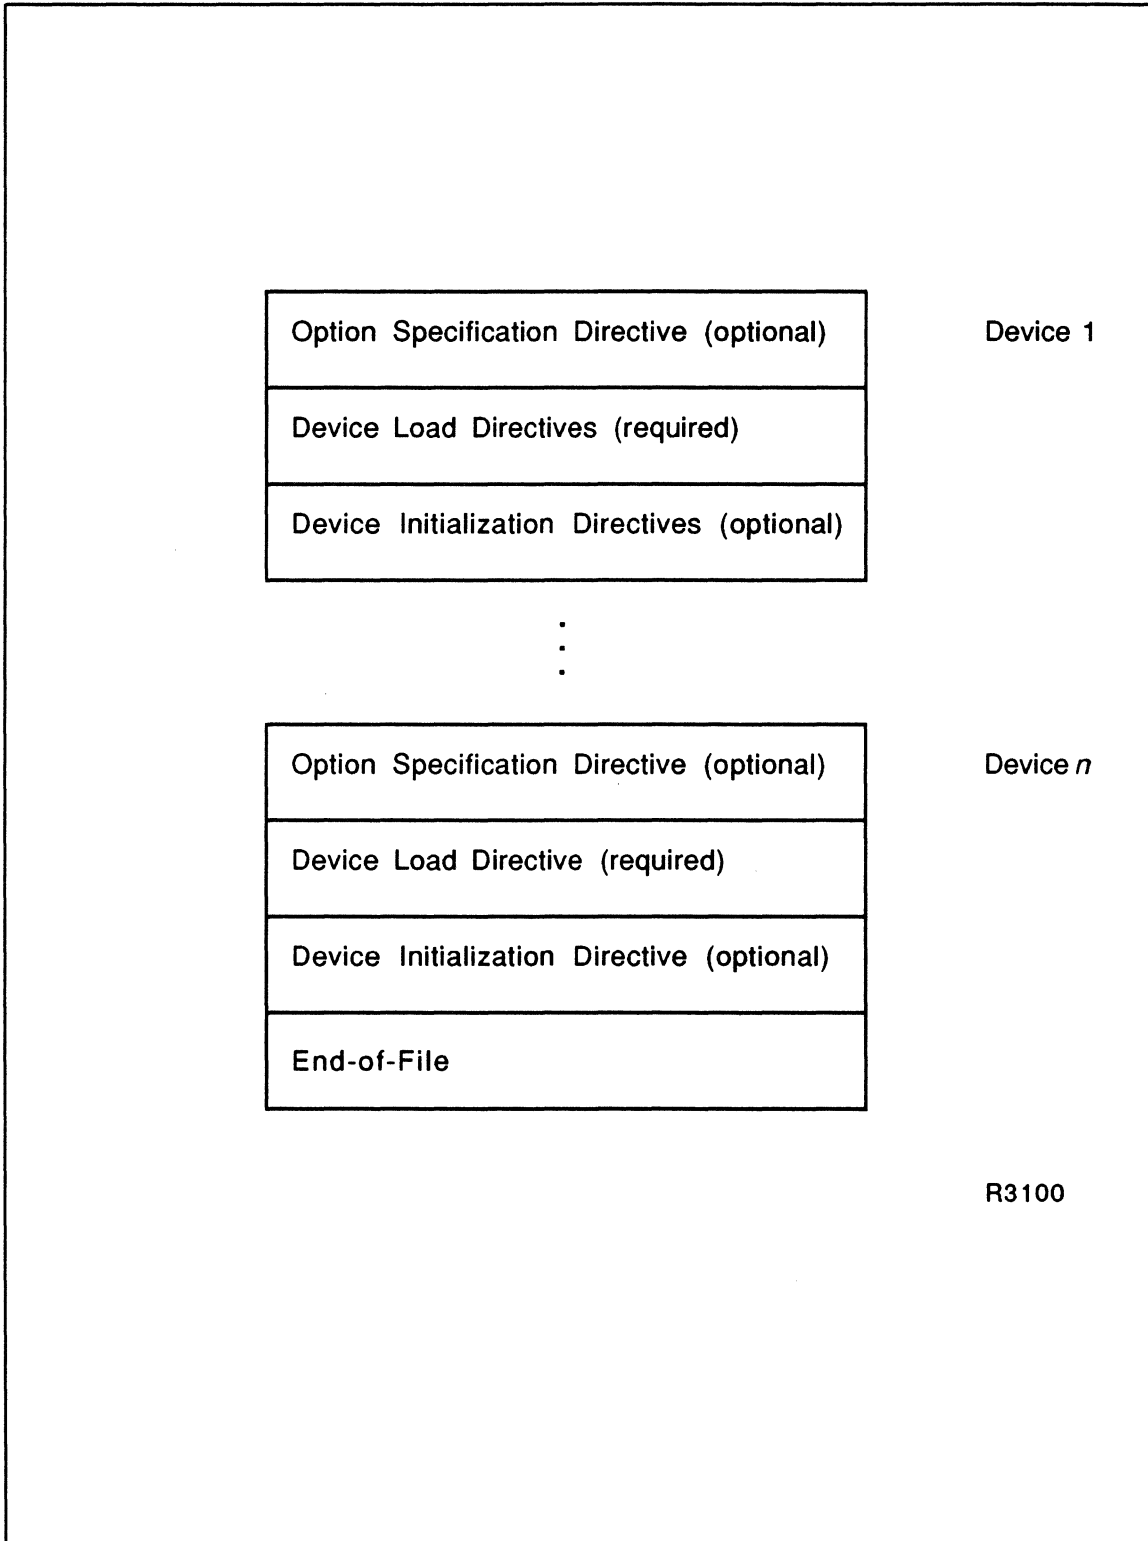 Option Specification Directive (optional) Device 1
Device Load Directives (required)
Device Initialization Directives (optional)
Option Specification Directive (optional) Device n
Device Load Directive (required)
Device Initialization Directive (optional)
End-of-File
R3100